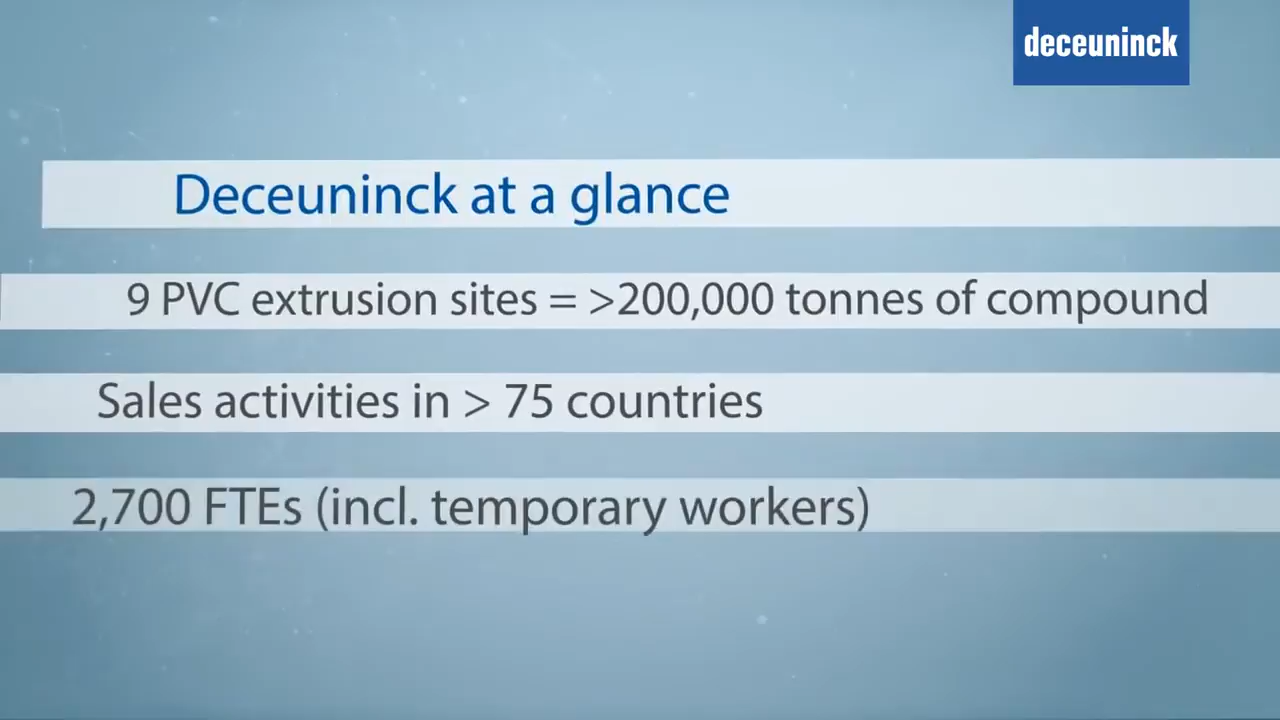 deceuninck
Deceuninck at a glance
9 PVC extrusion sites = >200,000 tonnes of compound
Sales activities in > 75 countries
2,700 FTEs (incl. temporary workers)